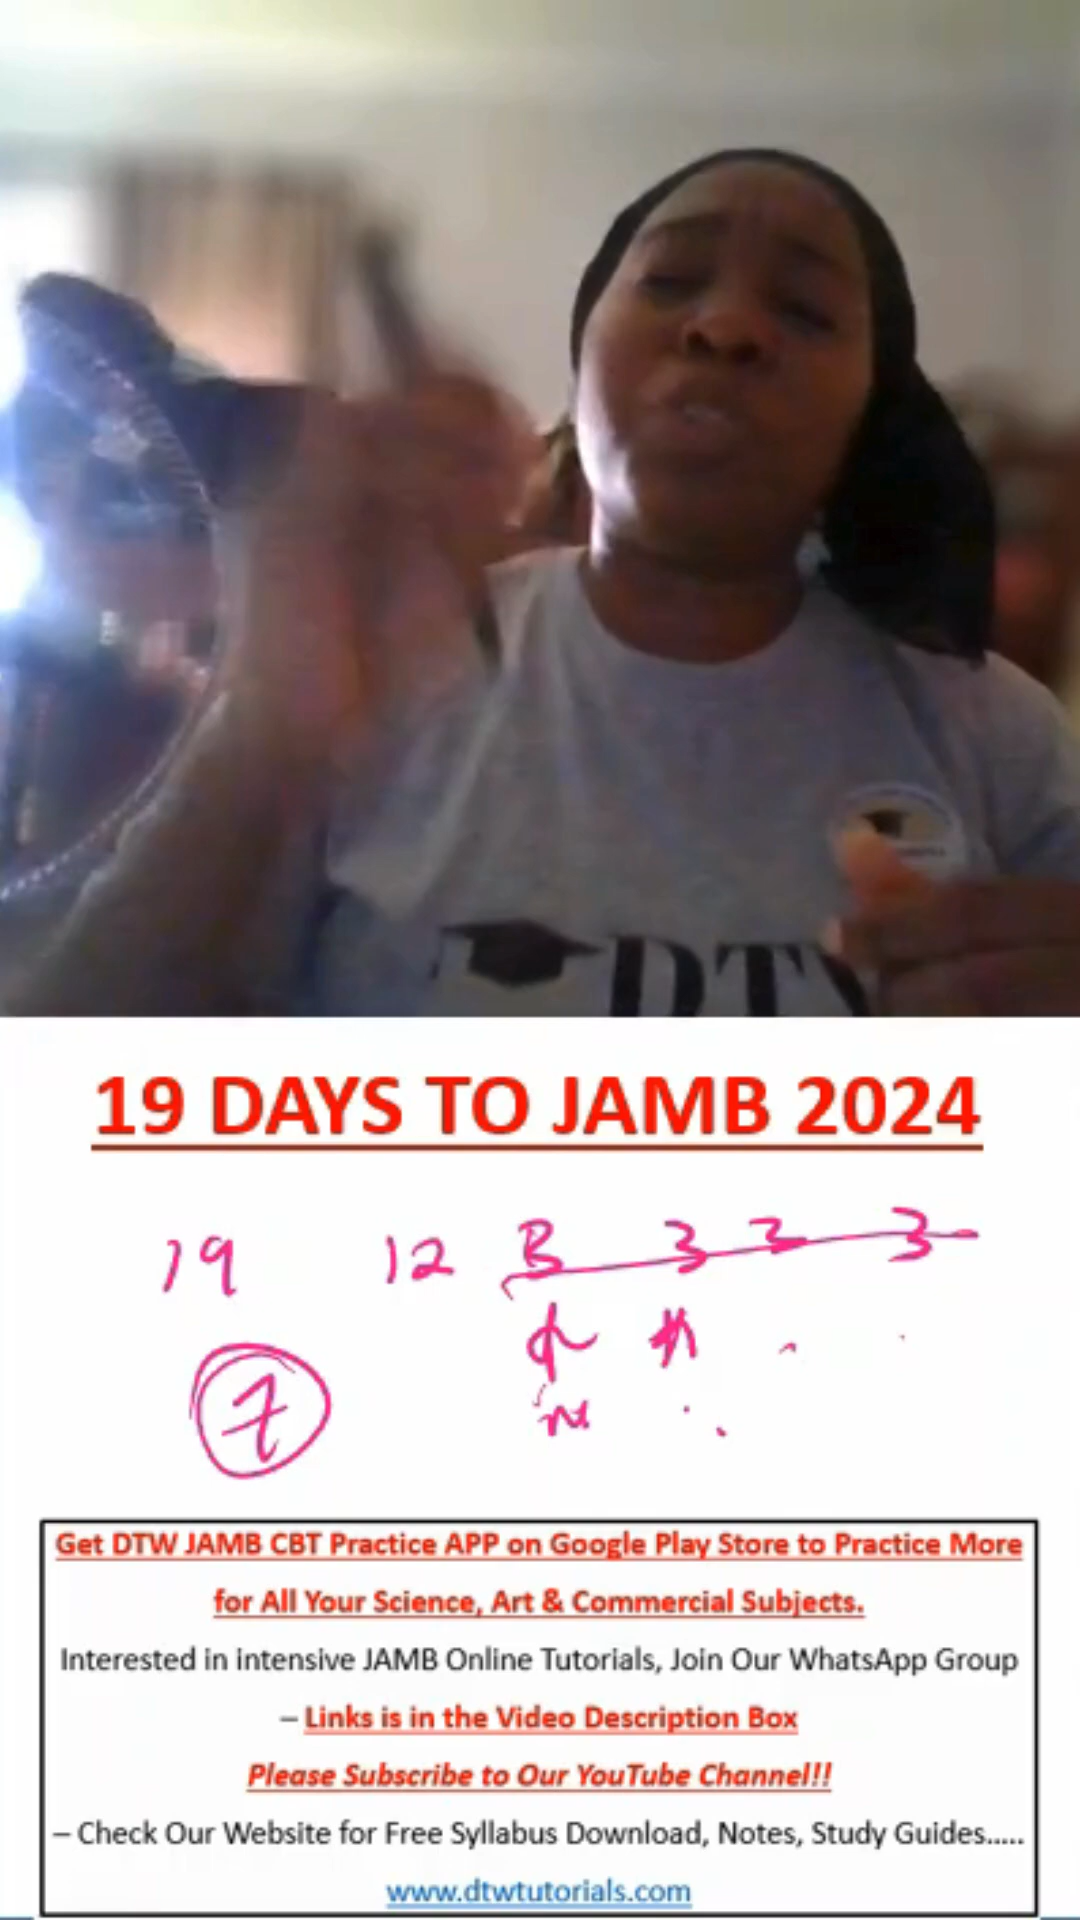 DTW
19 DAYS TO JAMB 2024
19 12 3 3 3 3
7
Get DTW JAMB CBT Practice APP on Google Play Store to Practice More
for All Your Science, Art & Commercial Subjects.
Interested in intensive JAMB Online Tutorials, Join Our WhatsApp Group
– Links is in the Video Description Box
Please Subscribe to Our YouTube Channel!!
– Check Our Website for Free Syllabus Download, Notes, Study Guides.....
www.dtwtutorials.com